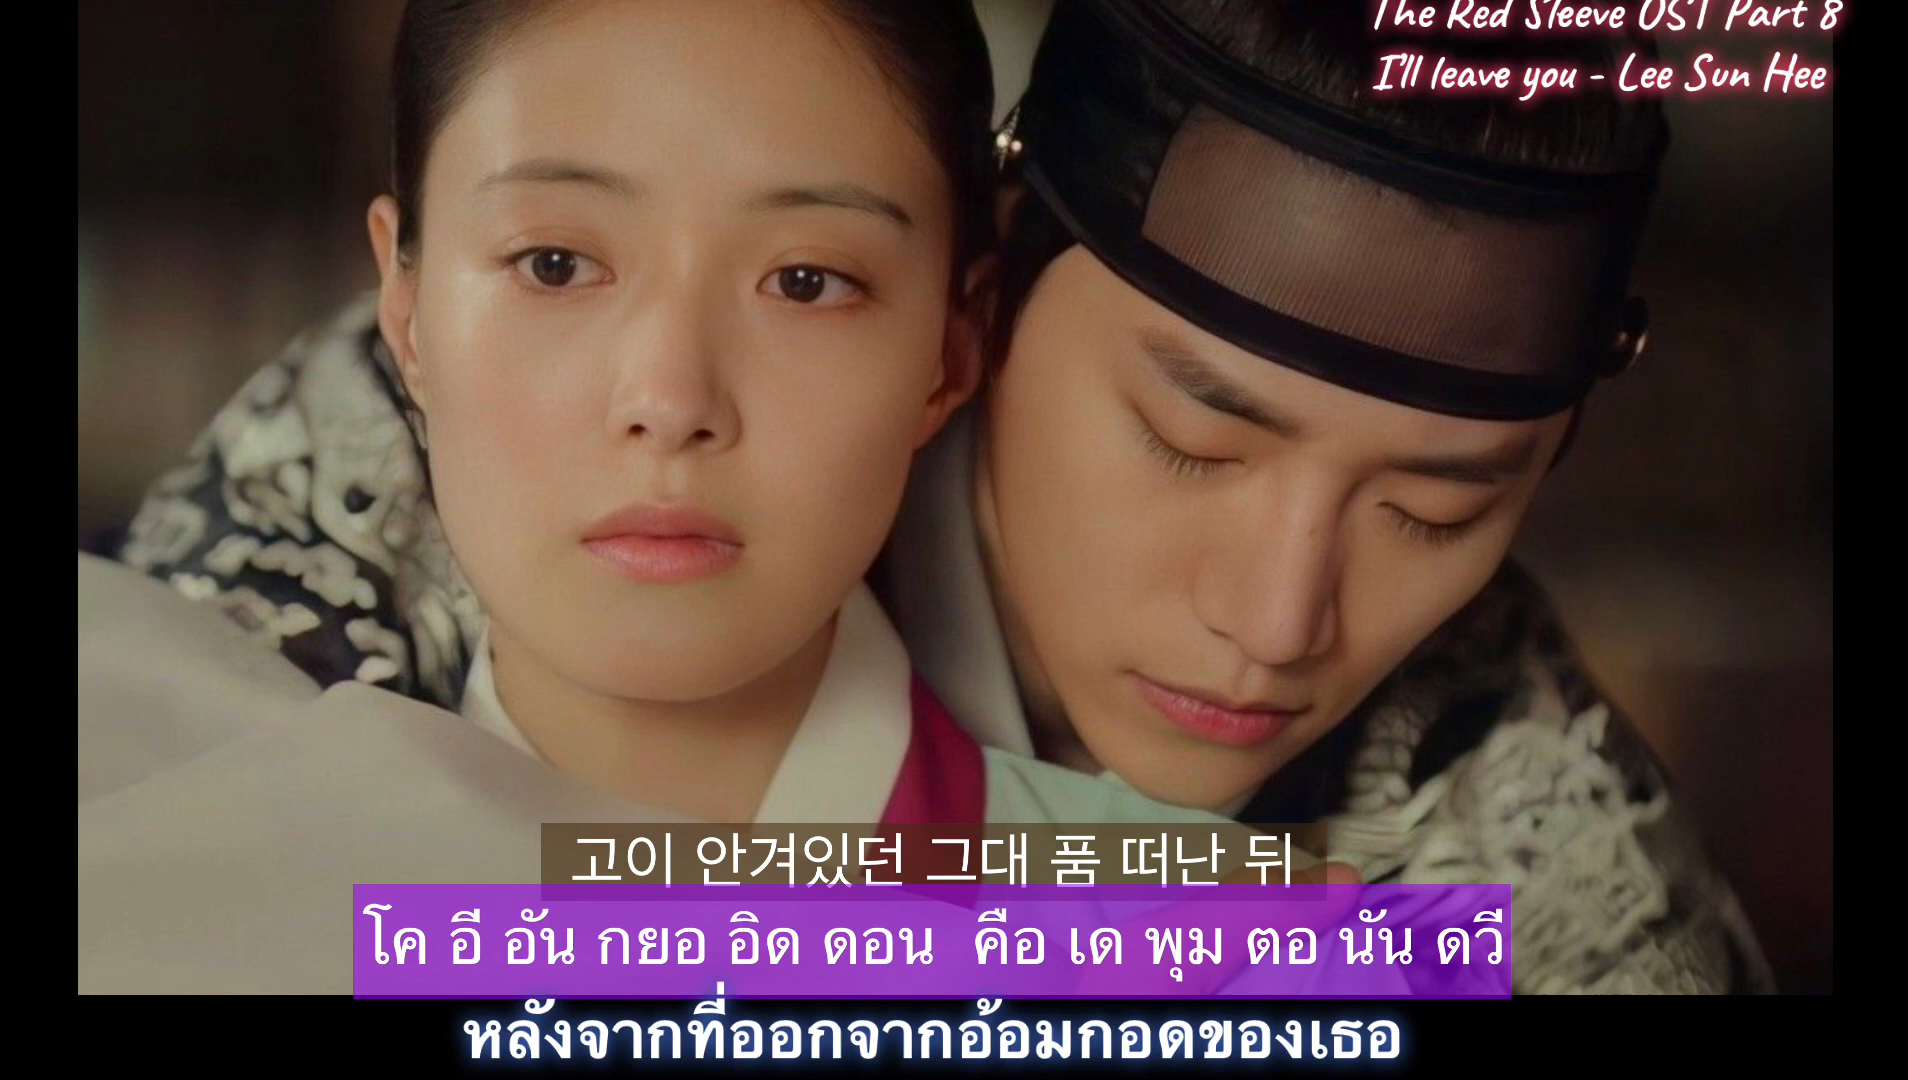 The Red Sleeve OST Part 8
I'll leave you - Lee Sun Hee
고이 안겨있던 그대 품 떠난 뒤
โค อี อัน กยอ อิด ดอน คือ เด พุม ตอ นัน ดวี
หลังจากที่ออกจากอ้อมกอดของเธอ